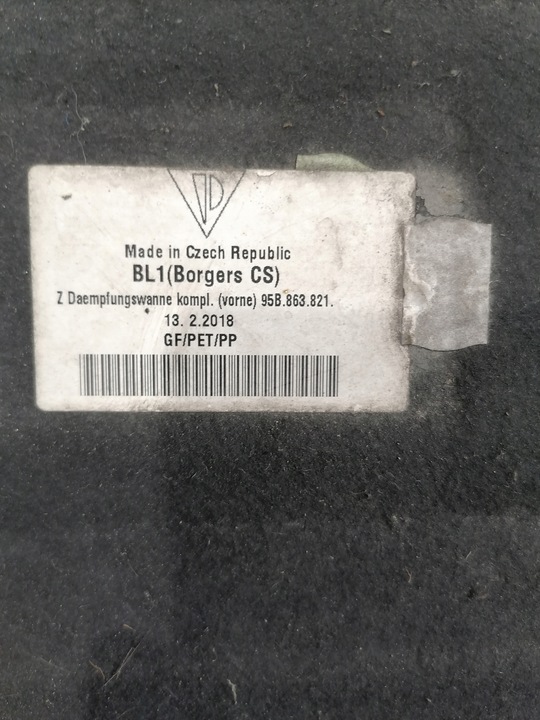 Made in Czech Republic
BL1(Borgers CS)
Z Daempfungswanne kompl. (vorne) 95B.863.821.
13. 2.2018
GF/PET/PP